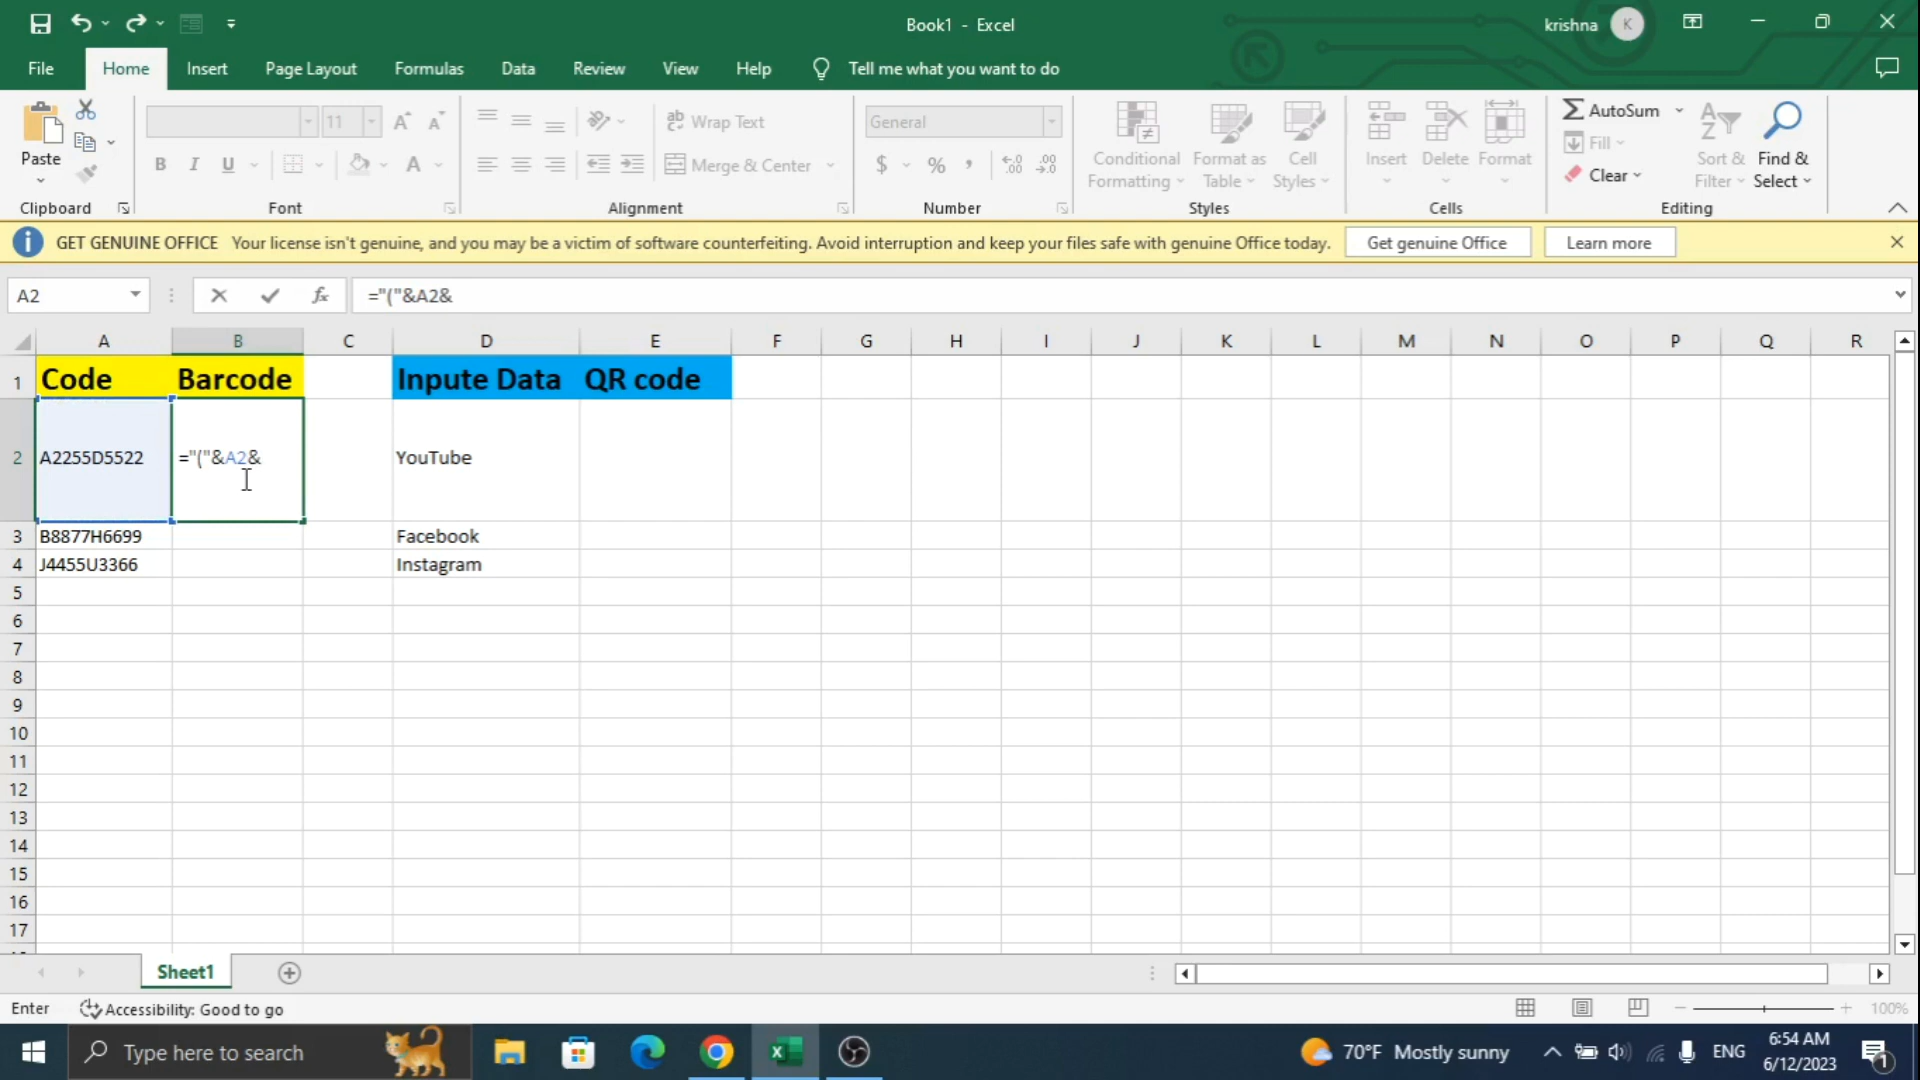 Book1 - Excel
krishna
K
File
Home
Insert
Page Layout
Formulas
Data
Review
View
Help
Tell me what you want to do
Paste
Clipboard
11
B I U
Font
Wrap Text
Merge & Center
Alignment
General
$ % ,
Number
Conditional Formatting
Format as Table
Cell Styles
Styles
Insert
Delete
Format
Cells
AutoSum
Fill
Clear
Sort & Filter
Find & Select
Editing
GET GENUINE OFFICE Your license isn't genuine, and you may be a victim of software counterfeiting. Avoid interruption and keep your files safe with genuine Office today.
Get genuine Office
Learn more
A2
fx
="("&A2&
A B C D E F G H I J K L M N O P Q R
1 Code Barcode Inpute Data QR code
2 A2255D5522 ="("&A2& YouTube
3 B8877H6699 Facebook
4 J4455U3366 Instagram
5
6
7
8
9
10
11
12
13
14
15
16
17
Sheet1
Enter
Accessibility: Good to go
100%
Type here to search
70°F Mostly sunny
ENG
6:54 AM
6/12/2023
1